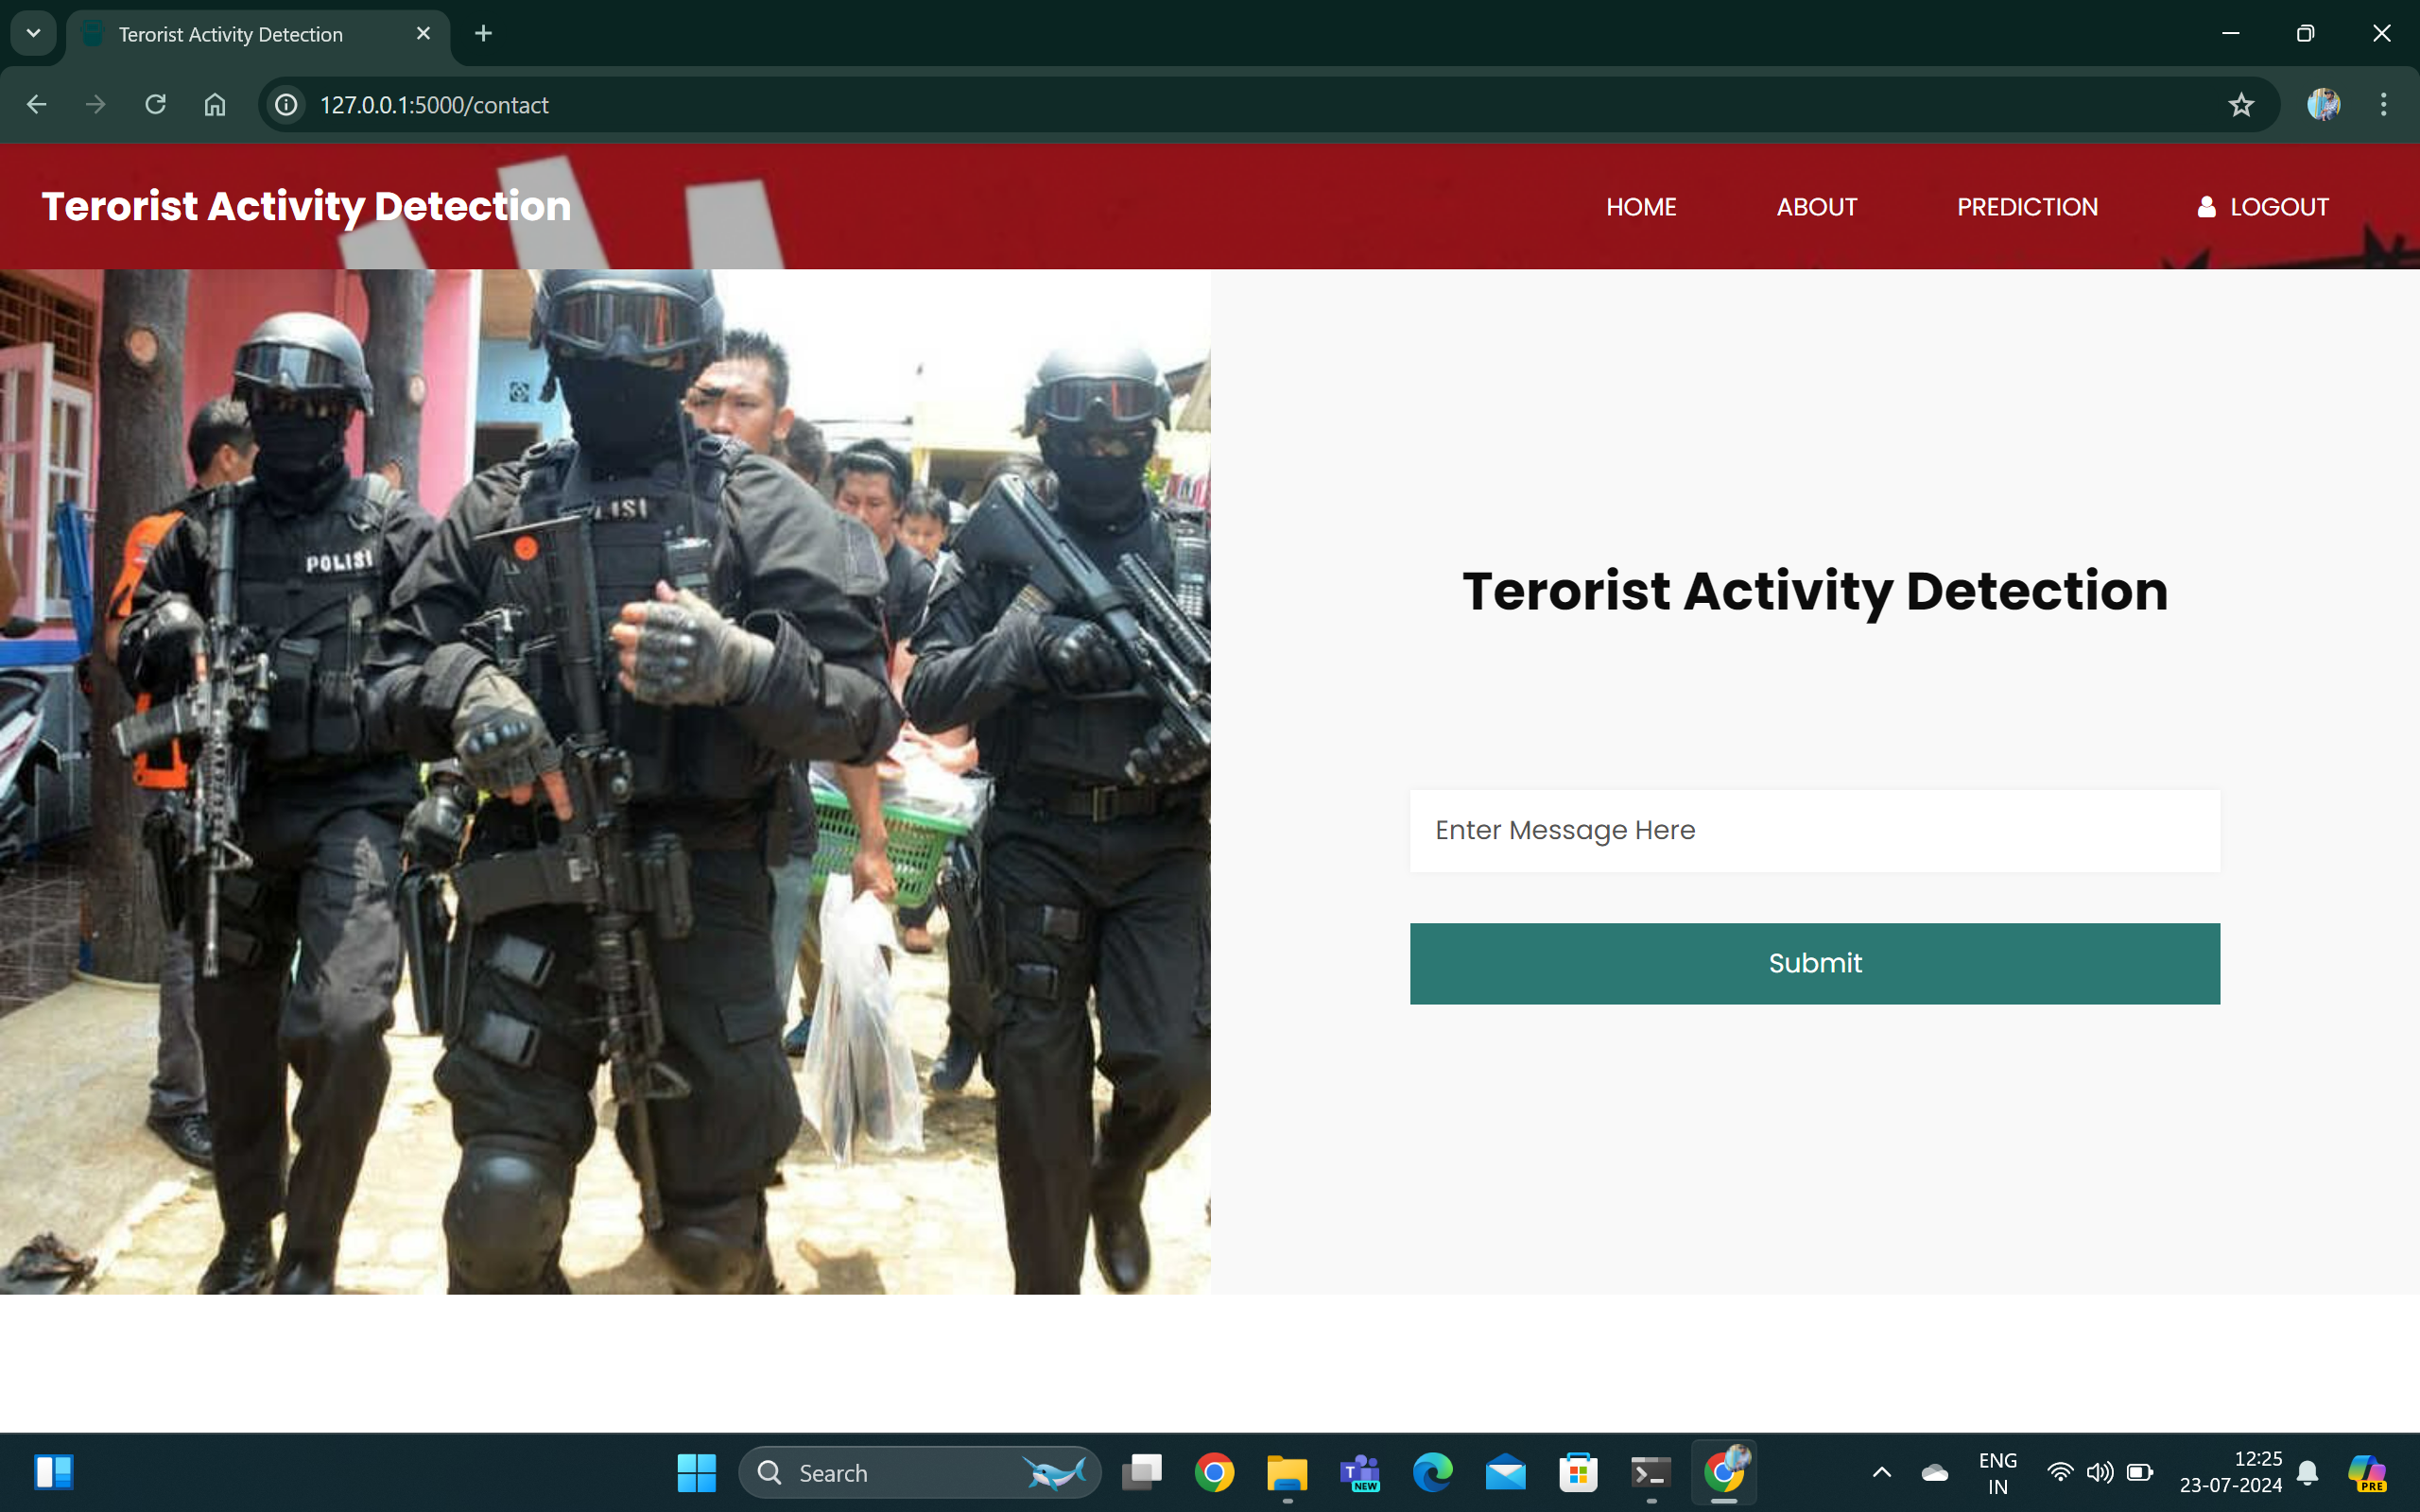 Terorist Activity Detection
127.0.0.1:5000/contact
Terorist Activity Detection
HOME
ABOUT
PREDICTION
LOGOUT
POLISI
LISI
Terorist Activity Detection
Enter Message Here
Submit
Search
NEW
ENG
IN
12:25
23-07-2024
PRE